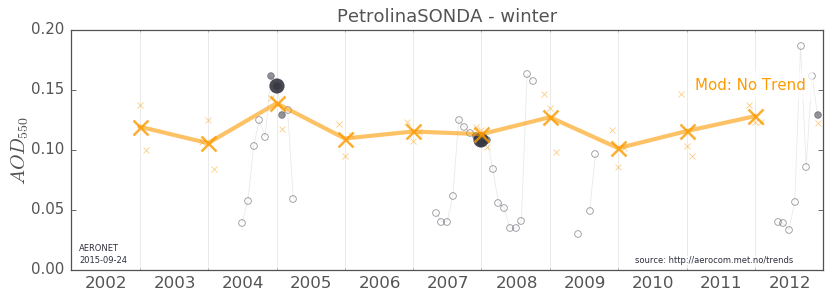 PetrolinaSONDA - winter
0.20
0.15
0.10
0.05
0.00
AOD550
Mod: No Trend
AERONET
2015-09-24
source: http://aerocom.met.no/trends
2002 2003 2004 2005 2006 2007 2008 2009 2010 2011 2012